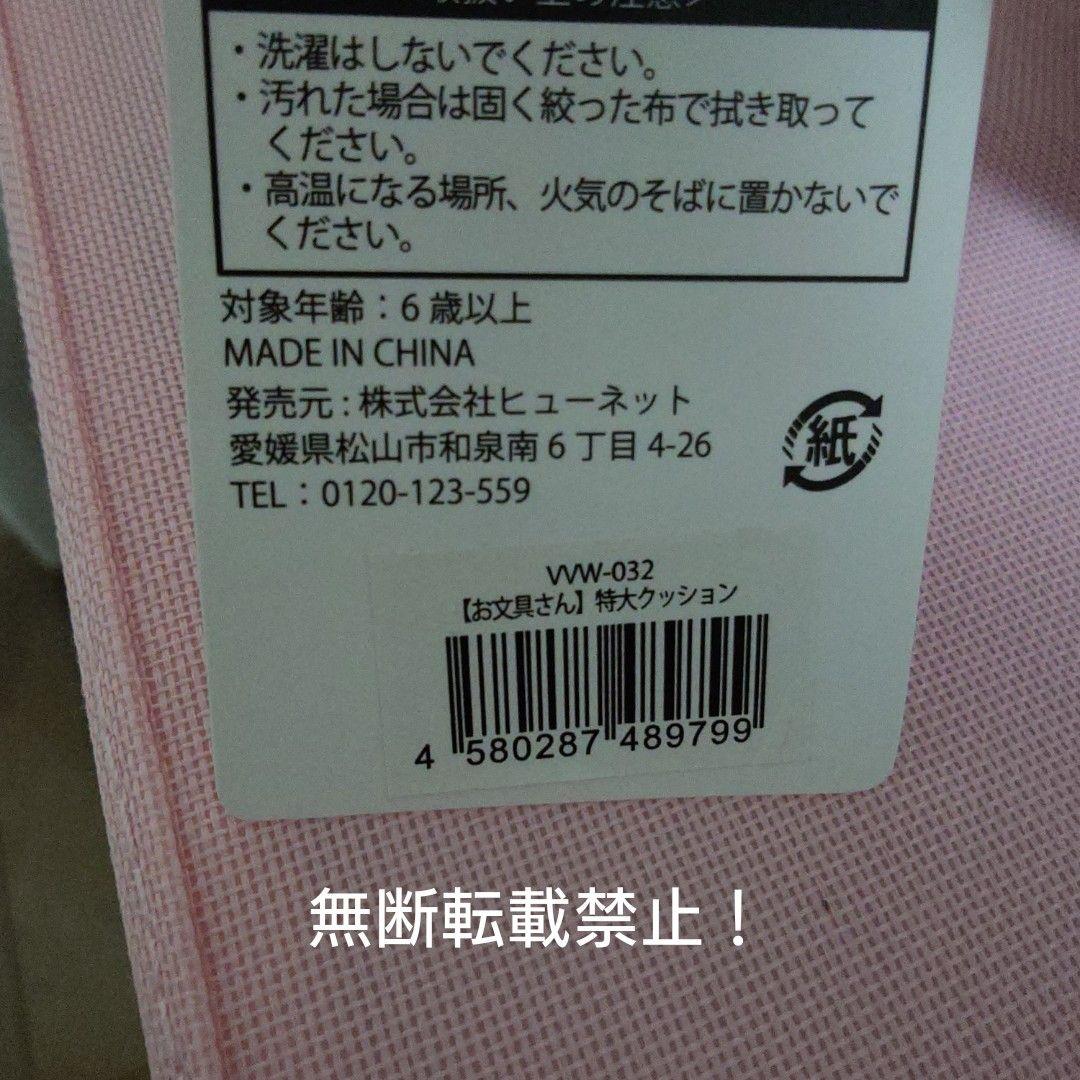 ・洗濯はしないでください。
・汚れた場合は固く絞った布で拭き取って
ください。
・高温になる場所、火気のそばに置かないで
ください。
対象年齢：6歳以上
MADE IN CHINA
発売元：株式会社ヒューネット
愛媛県松山市和泉南6丁目4-26
TEL：0120-123-559
紙
VVW-032
【お文具さん】特大クッション
4 580287 489799
無断転載禁止！